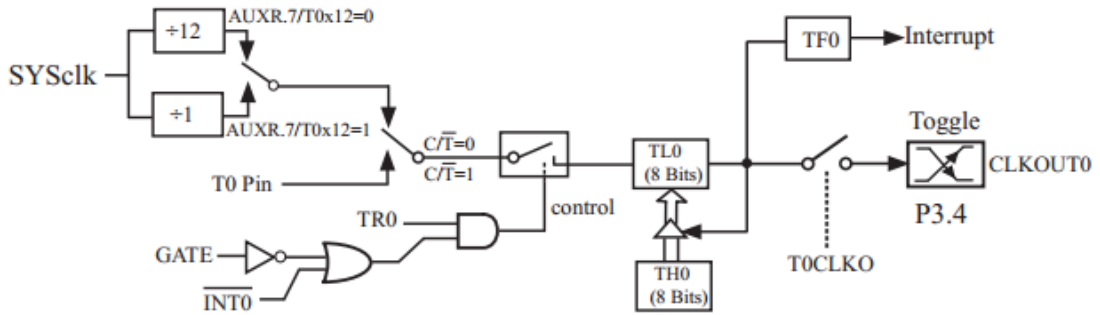 AUXR.7/T0x12=0
÷12
SYSclk
÷1
AUXR.7/T0x12=1
T0 Pin
C/T̅=0
C/T̅=1
TR0
GATE
I̅N̅T̅0̅
control
TL0
(8 Bits)
TH0
(8 Bits)
TF0
Interrupt
Toggle
CLKOUT0
P3.4
T0CLKO